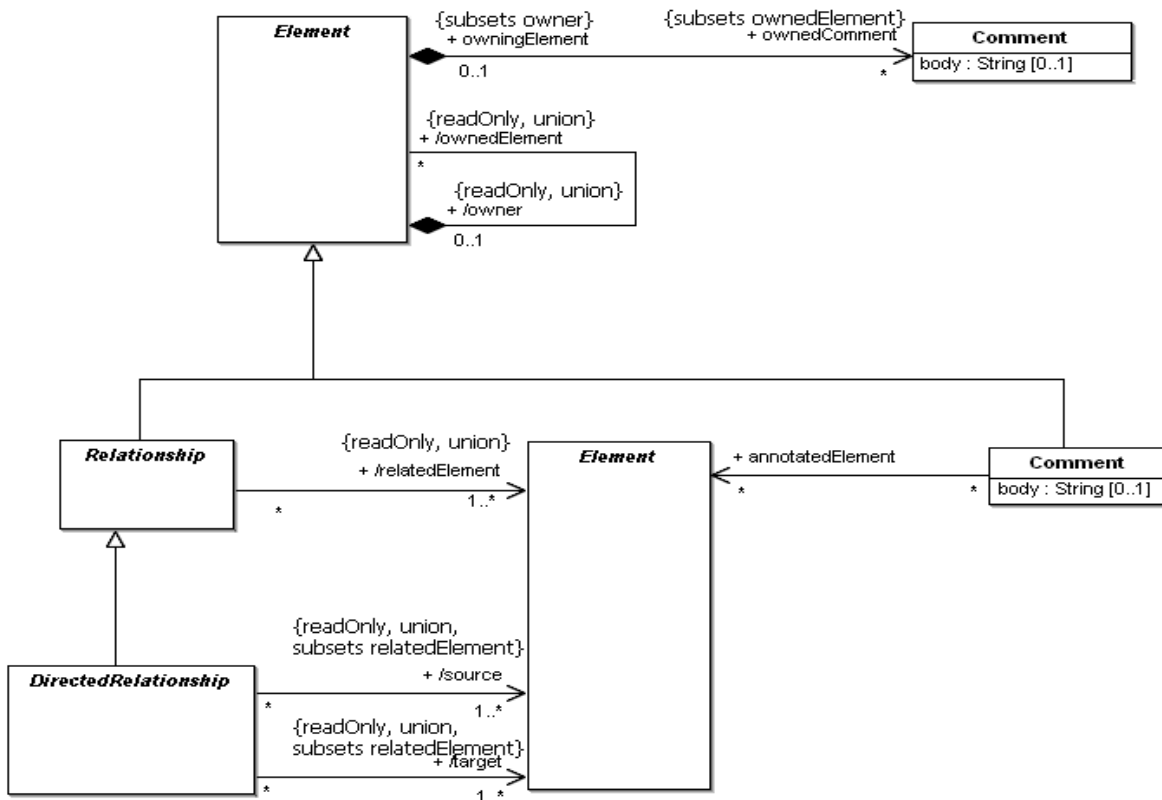 Element
{subsets owner}
+ owningElement
0..1
{subsets ownedElement}
+ ownedComment
*
Comment
body : String [0..1]
{readOnly, union}
+ /ownedElement
*
{readOnly, union}
+ /owner
0..1
Relationship
{readOnly, union}
+ /relatedElement
*
1..*
Element
+ annotatedElement
*
*
Comment
body : String [0..1]
DirectedRelationship
{readOnly, union,
subsets relatedElement}
+ /source
*
1..*
{readOnly, union,
subsets relatedElement}
+ /target
*
1..*